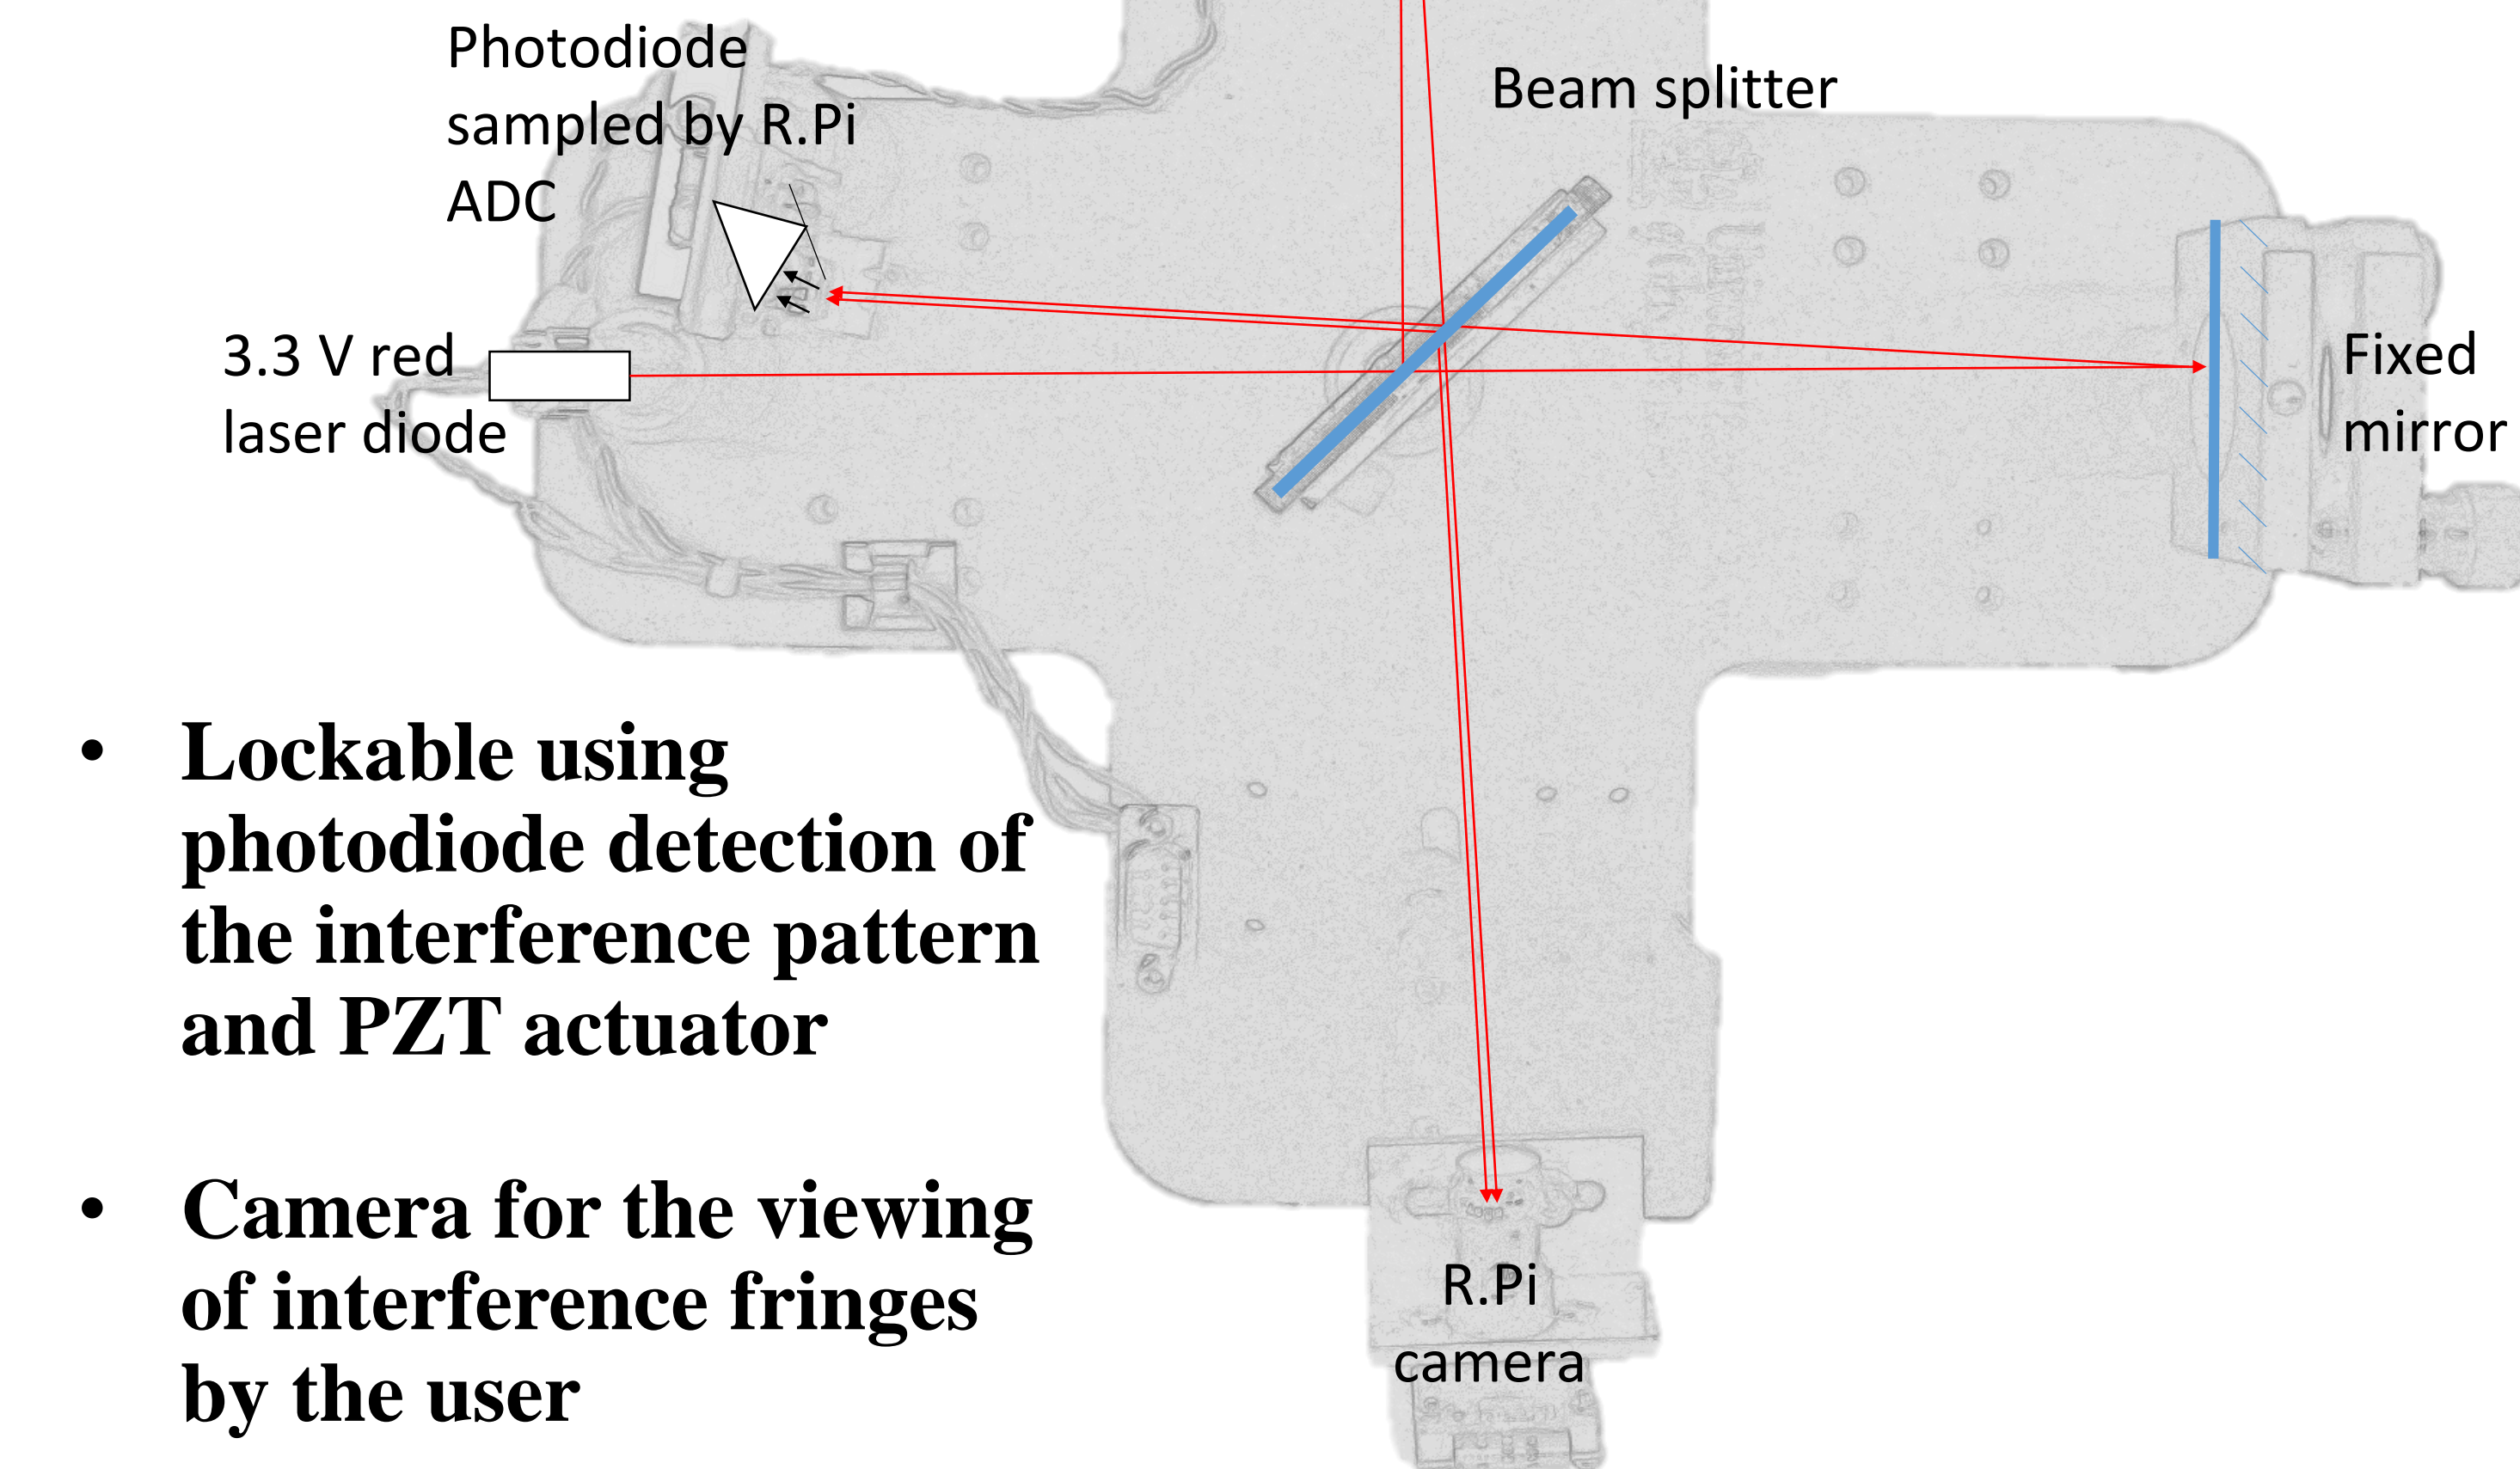 Photodiode
sampled by R.Pi
ADC
Beam splitter
3.3 V red
laser diode
Fixed
mirror
• Lockable using
photodiode detection of
the interference pattern
and PZT actuator
• Camera for the viewing
of interference fringes
by the user
R.Pi
camera